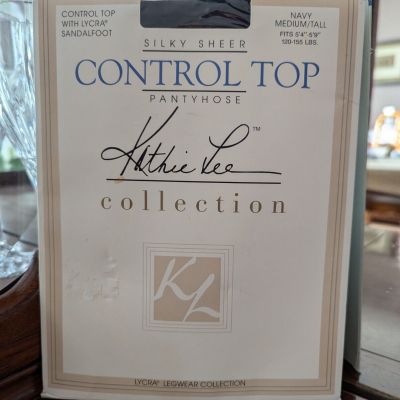 CONTROL TOP
WITH LYCRA®
SANDALFOOT
NAVY
MEDIUM/TALL
FITS 5'4"-5'9"
120-155 LBS.
SILKY SHEER
CONTROL TOP
PANTYHOSE
Kathie Lee™
collection
KL
LYCRA® LEGWEAR COLLECTION